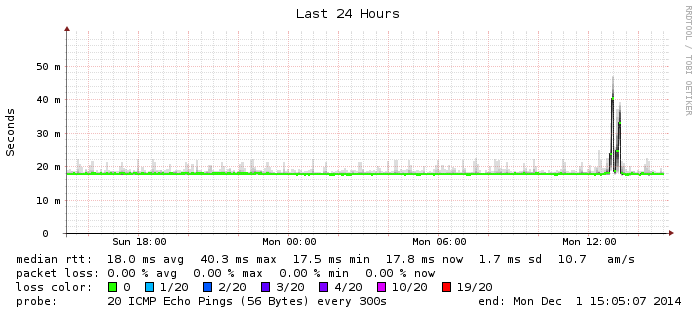 Last 24 Hours
RRDTOOL / TOBI OETIKER
Seconds
50 m
40 m
30 m
20 m
10 m
0
Sun 18:00 Mon 00:00 Mon 06:00 Mon 12:00
median rtt: 18.0 ms avg 40.3 ms max 17.5 ms min 17.8 ms now 1.7 ms sd 10.7 am/s
packet loss: 0.00 % avg 0.00 % max 0.00 % min 0.00 % now
loss color: 0 1/20 2/20 3/20 4/20 10/20 19/20
probe: 20 ICMP Echo Pings (56 Bytes) every 300s end: Mon Dec 1 15:05:07 2014